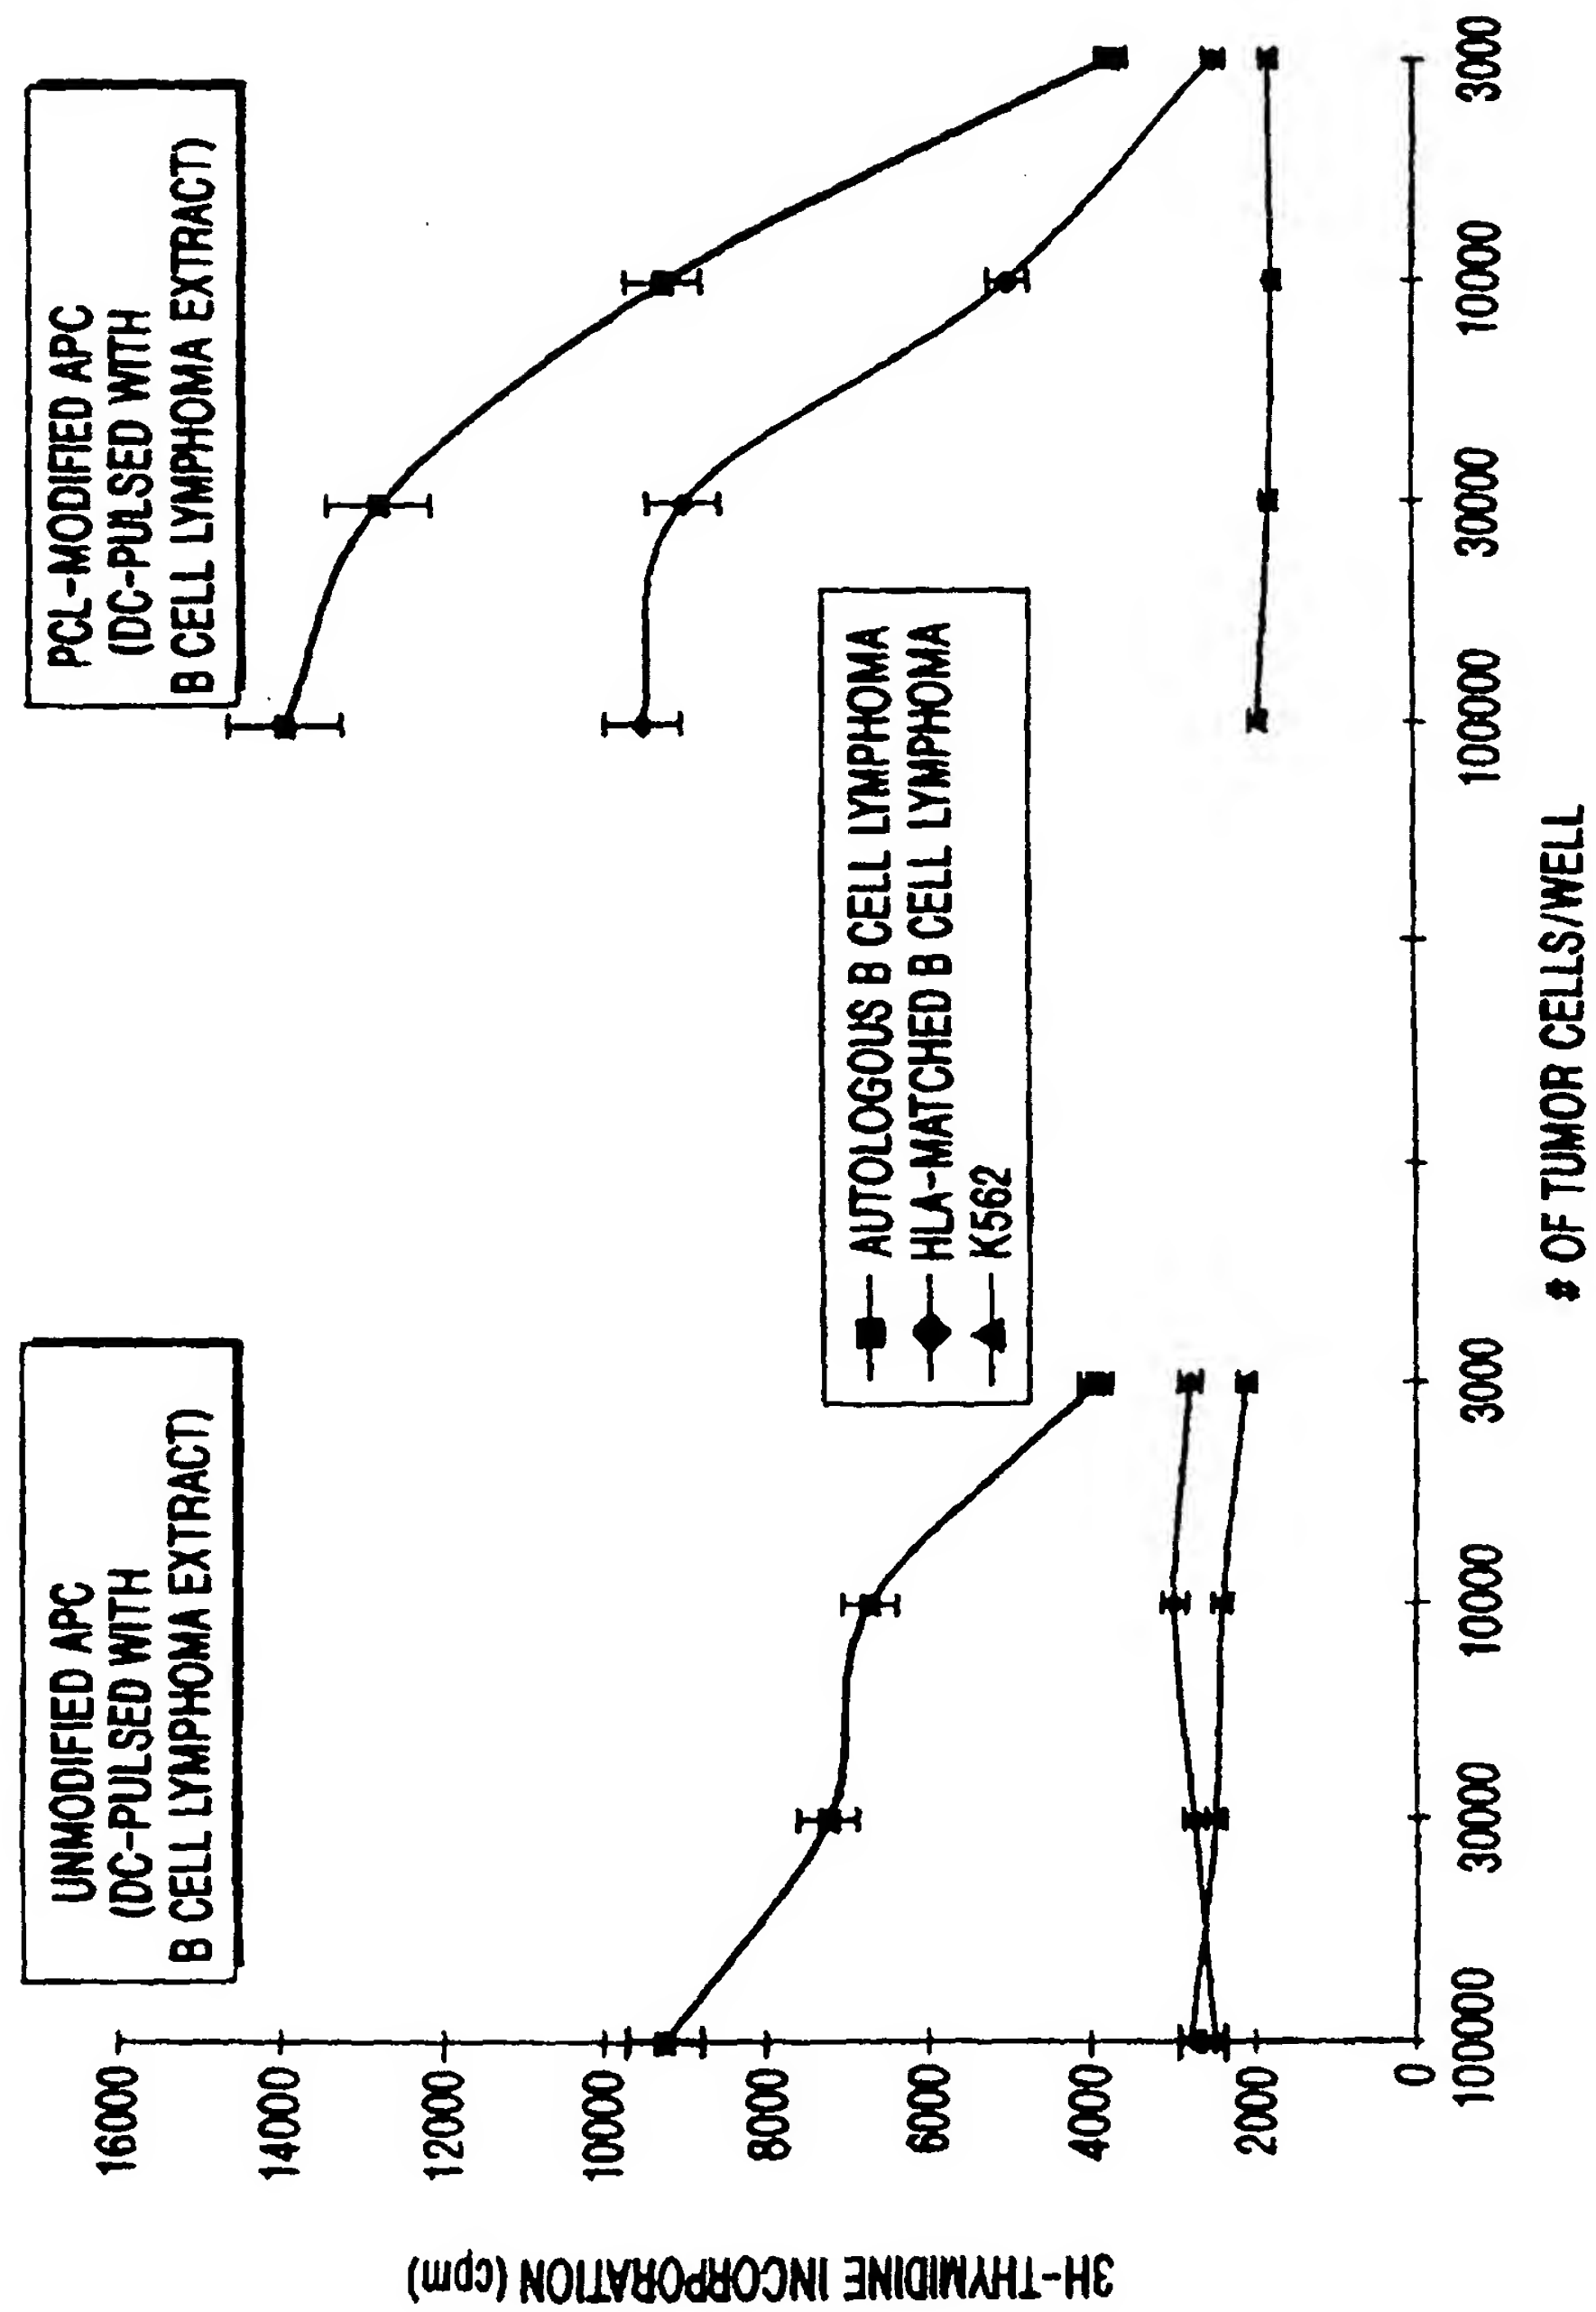 UNMODIFIED APC
(DC-PULSED WITH
B CELL LYMPHOMA EXTRACT)
PCL-MODIFIED APC
(DC-PULSED WITH
B CELL LYMPHOMA EXTRACT)
3H-THYMIDINE INCORPORATION (cpm)
16000
14000
12000
10000
8000
6000
4000
2000
0
AUTOLOGOUS B CELL LYMPHOMA
HLA-MATCHED B CELL LYMPHOMA
K562
100000 30000 10000 3000 100000 30000 10000 3000
# OF TUMOR CELLS/WELL